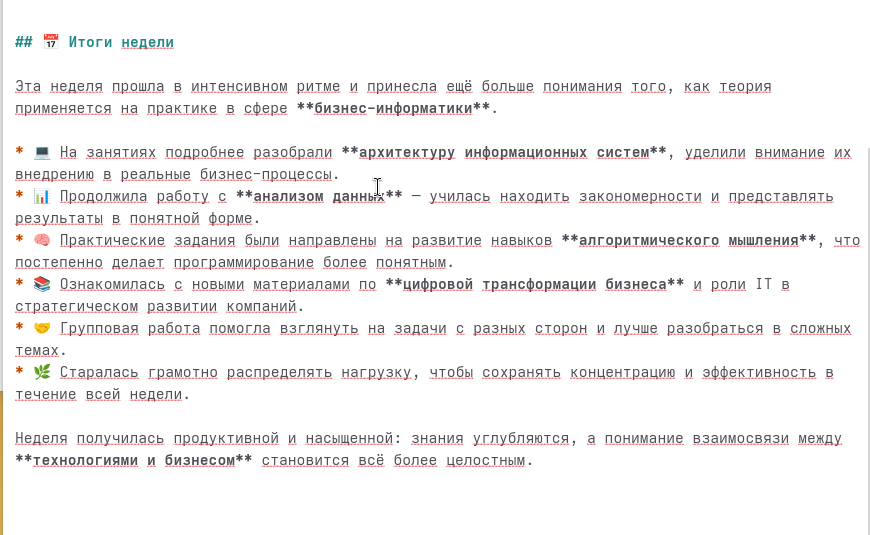 ## 📅 Итоги недели
Эта неделя прошла в интенсивном ритме и принесла ещё больше понимания того, как теория
применяется на практике в сфере **бизнес-информатики**.
* 💻 На занятиях подробнее разобрали **архитектуру информационных систем**, уделили внимание их
внедрению в реальные бизнес-процессы.
* 📊 Продолжила работу с **анализом данных** — училась находить закономерности и представлять
результаты в понятной форме.
* 🧠 Практические задания были направлены на развитие навыков **алгоритмического мышления**, что
постепенно делает программирование более понятным.
* 📚 Ознакомилась с новыми материалами по **цифровой трансформации бизнеса** и роли IT в
стратегическом развитии компаний.
* 🤝 Групповая работа помогла взглянуть на задачи с разных сторон и лучше разобраться в сложных
темах.
* 🌿 Старалась грамотно распределять нагрузку, чтобы сохранять концентрацию и эффективность в
течение всей недели.
Неделя получилась продуктивной и насыщенной: знания углубляются, а понимание взаимосвязи между
**технологиями и бизнесом** становится всё более целостным.